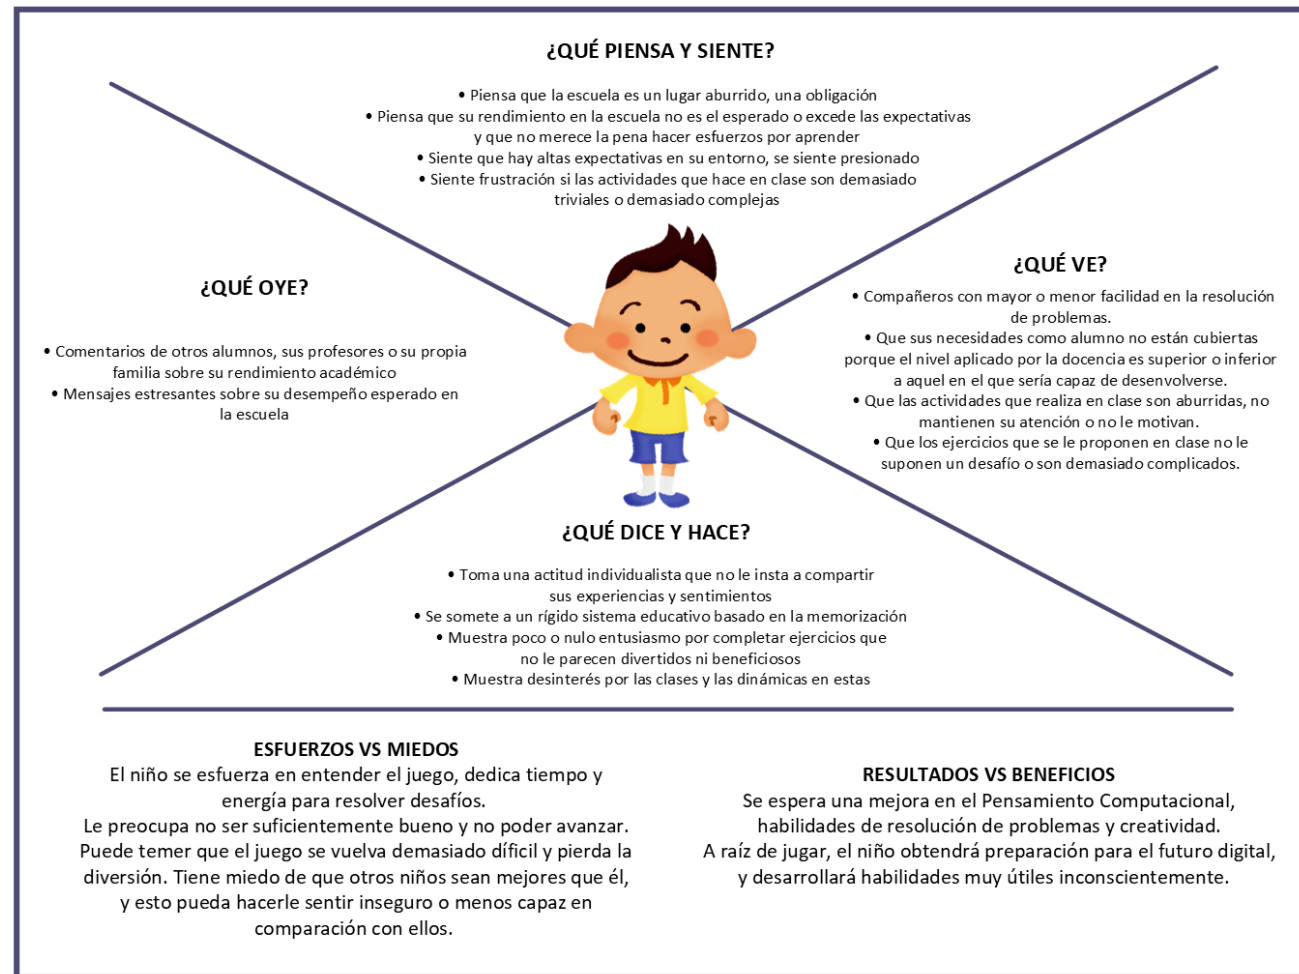 ¿QUÉ PIENSA Y SIENTE?
• Piensa que la escuela es un lugar aburrido, una obligación
• Piensa que su rendimiento en la escuela no es el esperado o excede las expectativas
y que no merece la pena hacer esfuerzos por aprender
• Siente que hay altas expectativas en su entorno, se siente presionado
• Siente frustración si las actividades que hace en clase son demasiado
triviales o demasiado complejas
¿QUÉ OYE?
• Comentarios de otros alumnos, sus profesores o su propia
familia sobre su rendimiento académico
• Mensajes estresantes sobre su desempeño esperado en
la escuela
¿QUÉ VE?
• Compañeros con mayor o menor facilidad en la resolución
de problemas.
• Que sus necesidades como alumno no están cubiertas
porque el nivel aplicado por la docencia es superior o inferior
a aquel en el que sería capaz de desenvolverse.
• Que las actividades que realiza en clase son aburridas, no
mantienen su atención o no le motivan.
• Que los ejercicios que se le proponen en clase no le
suponen un desafío o son demasiado complicados.
¿QUÉ DICE Y HACE?
• Toma una actitud individualista que no le insta a compartir
sus experiencias y sentimientos
• Se somete a un rígido sistema educativo basado en la memorización
• Muestra poco o nulo entusiasmo por completar ejercicios que
no le parecen divertidos ni beneficiosos
• Muestra desinterés por las clases y las dinámicas en estas
ESFUERZOS VS MIEDOS
El niño se esfuerza en entender el juego, dedica tiempo y
energía para resolver desafíos.
Le preocupa no ser suficientemente bueno y no poder avanzar.
Puede temer que el juego se vuelva demasiado díficil y pierda la
diversión. Tiene miedo de que otros niños sean mejores que él,
y esto pueda hacerle sentir inseguro o menos capaz en
comparación con ellos.
RESULTADOS VS BENEFICIOS
Se espera una mejora en el Pensamiento Computacional,
habilidades de resolución de problemas y creatividad.
A raíz de jugar, el niño obtendrá preparación para el futuro digital,
y desarrollará habilidades muy útiles inconscientemente.